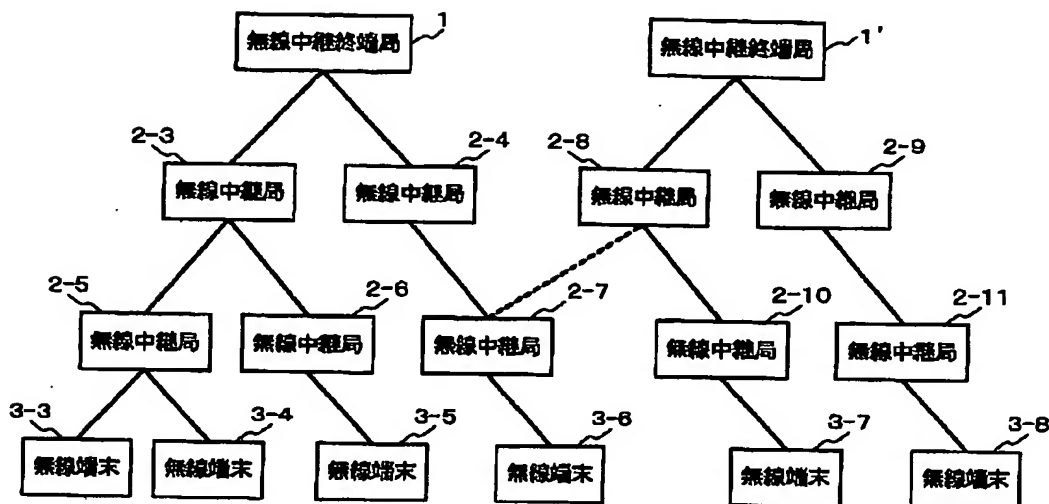 1
無線中継終端局
1'
無線中継終端局
2-3
無線中継局
2-4
無線中継局
2-8
無線中継局
2-9
無線中継局
2-5
無線中継局
2-6
無線中継局
2-7
無線中継局
2-10
無線中継局
2-11
無線中継局
3-3
無線端末
3-4
無線端末
3-5
無線端末
3-6
無線端末
3-7
無線端末
3-8
無線端末